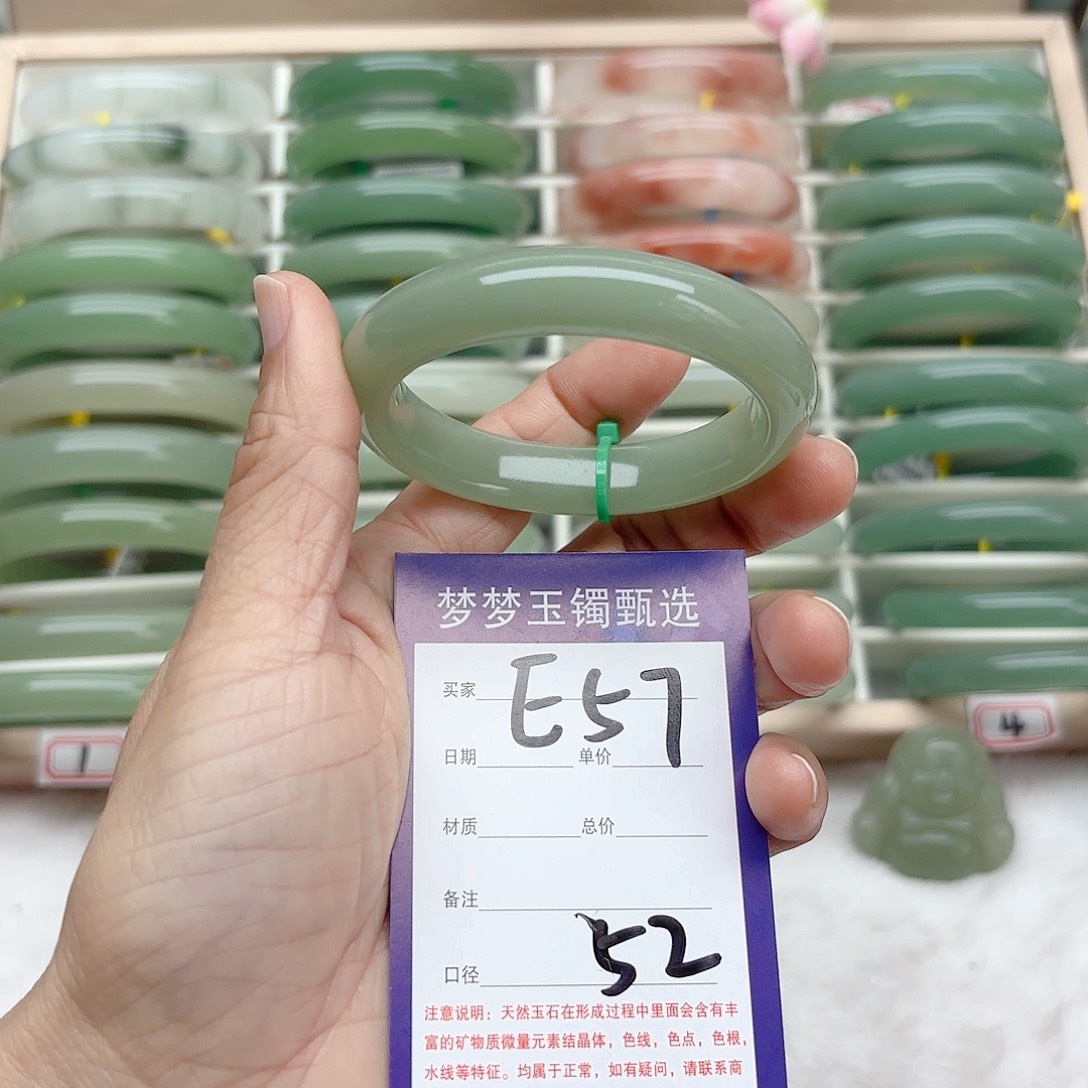 梦梦玉镯甄选
买家 E57
日期 单价
材质 总价
备注
口径 52
注意说明：天然玉石在形成过程中里面会含有丰
富的矿物质微量元素结晶体，色线，色点，色根，
水线等特征。均属于正常，如有疑问，请联系商
1
4